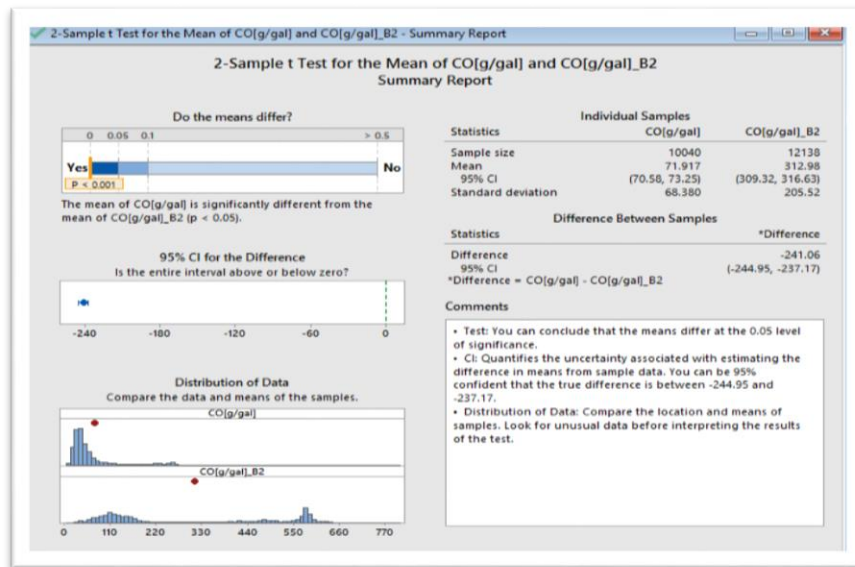 2-Sample t Test for the Mean of CO[g/gal] and CO[g/gal]_B2 - Summary Report
2-Sample t Test for the Mean of CO[g/gal] and CO[g/gal]_B2
Summary Report
Do the means differ?
0 0.05 0.1 > 0.5
Yes No
P < 0.001
The mean of CO[g/gal] is significantly different from the
mean of CO[g/gal]_B2 (p < 0.05).
95% CI for the Difference
Is the entire interval above or below zero?
-240 -180 -120 -60 0
Distribution of Data
Compare the data and means of the samples.
CO[g/gal]
CO[g/gal]_B2
0 110 220 330 440 550 660 770
Individual Samples
Statistics CO[g/gal] CO[g/gal]_B2
Sample size 10040 12138
Mean 71.917 312.98
95% CI (70.58, 73.25) (309.32, 316.63)
Standard deviation 68.380 205.52
Difference Between Samples
Statistics *Difference
Difference -241.06
95% CI (-244.95, -237.17)
*Difference = CO[g/gal] - CO[g/gal]_B2
Comments
• Test: You can conclude that the means differ at the 0.05 level
of significance.
• CI: Quantifies the uncertainty associated with estimating the
difference in means from sample data. You can be 95%
confident that the true difference is between -244.95 and
-237.17.
• Distribution of Data: Compare the location and means of
samples. Look for unusual data before interpreting the results
of the test.